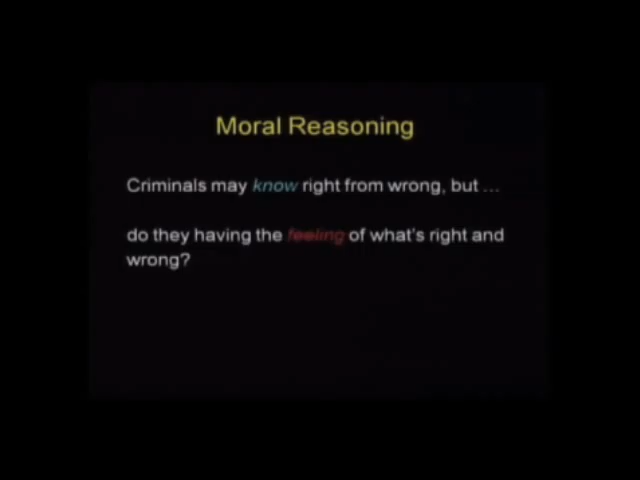 Moral Reasoning
Criminals may know right from wrong, but ...
do they having the feeling of what's right and
wrong?